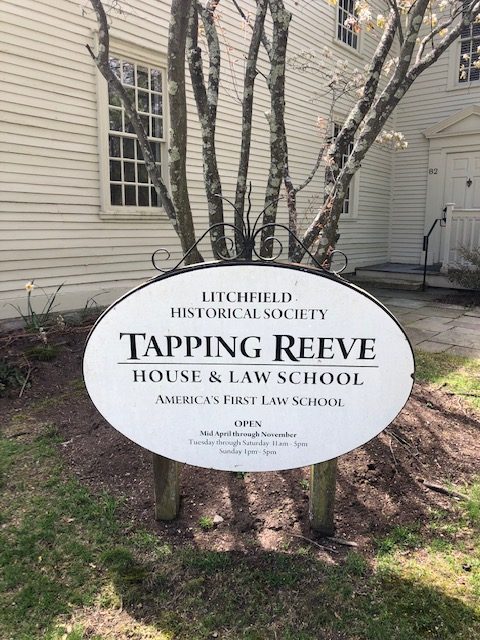 82
LITCHFIELD
HISTORICAL SOCIETY
TAPPING REEVE
HOUSE & LAW SCHOOL
AMERICA'S FIRST LAW SCHOOL
OPEN
Mid April through November
Tuesday through Saturday 11am - 5pm
Sunday 1pm - 5pm